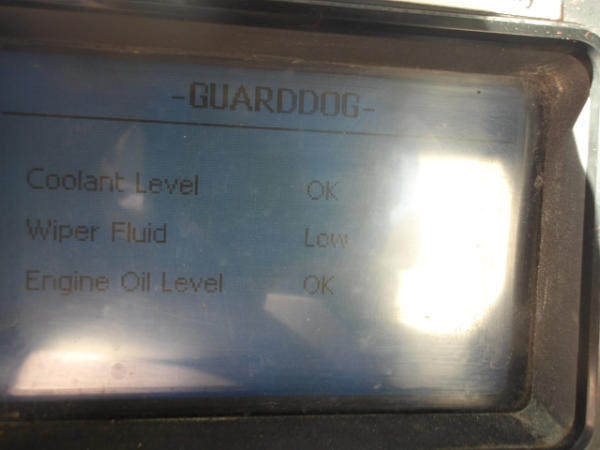 -GUARDDOG-
Coolant Level OK
Wiper Fluid Low
Engine Oil Level OK